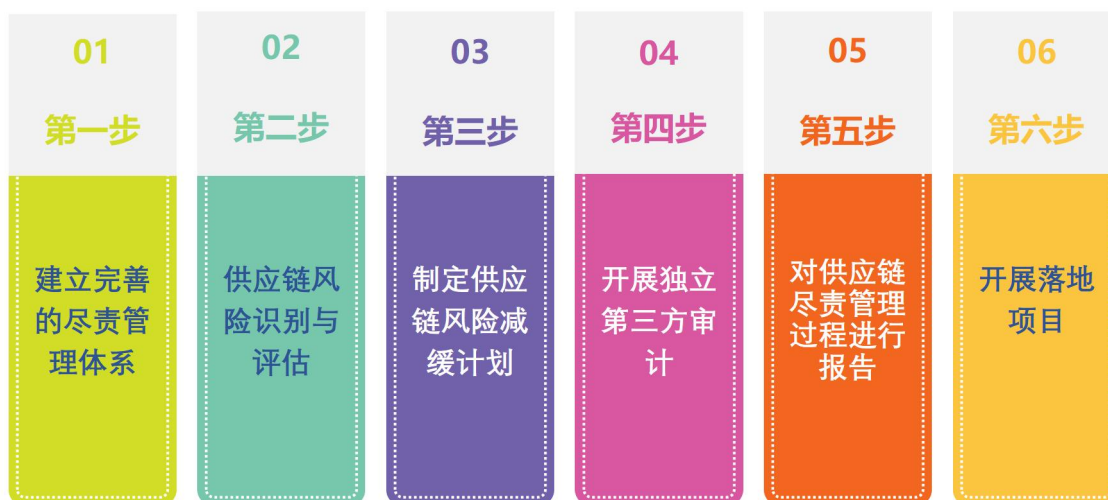 01
第一步
建立完善
的尽责管
理体系
02
第二步
供应链风
险识别与
评估
03
第三步
制定供应
链风险减
缓计划
04
第四步
开展独立
第三方审
计
05
第五步
对供应链
尽责管理
过程进行
报告
06
第六步
开展落地
项目